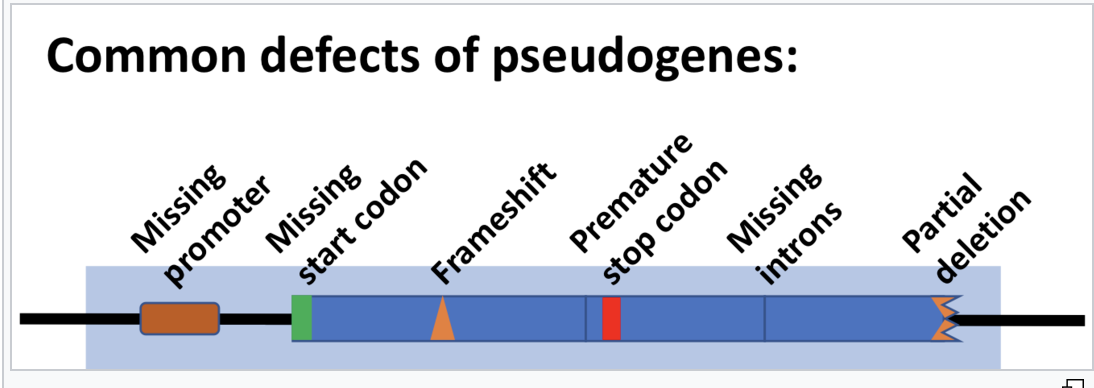 Common defects of pseudogenes:
Missing
promoter
Missing
start codon
Frameshift
Premature
stop codon
Missing
introns
Partial
deletion